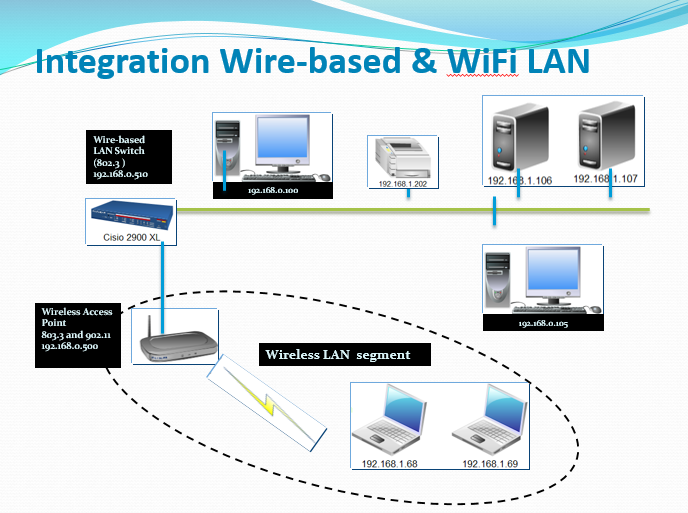 Integration Wire-based & WiFi LAN
Wire-based
LAN Switch
(802.3 )
192.168.0.510
192.168.0.100
192.168.1.202
192.168.1.106
192.168.1.107
Cisio 2900 XL
192.168.0.105
Wireless Access
Point
803.3 and 902.11
192.168.0.500
Wireless LAN segment
192.168.1.68
192.168.1.69